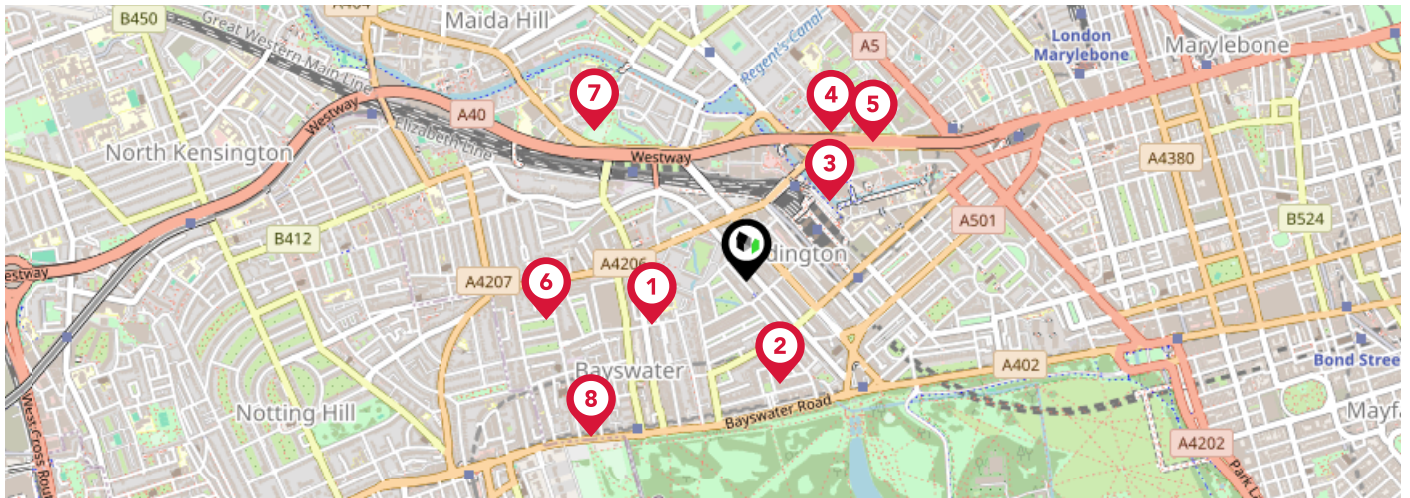 B450
A404
Maida Hill
Great Western Main Line
Regent's Canal
A5
London
Marylebone
Marylebone
7
4
5
A40
Westway
North Kensington
Elizabeth Line
Westway
3
A4380
A501
B524
B412
Westway
A4207
A4206
6
1
dington
2
Bayswater
A402
Bond Stree
8
Notting Hill
Bayswater Road
Mayfa
West Cross Rou
A4202
Park L